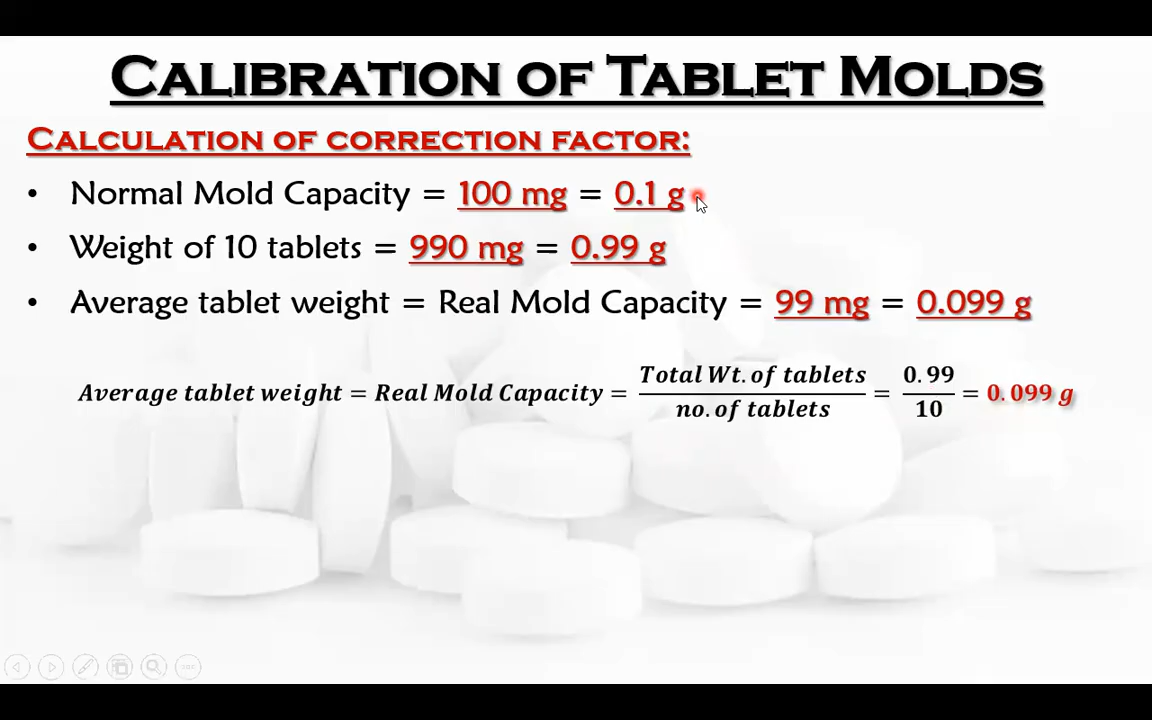 CALIBRATION OF TABLET MOLDS
CALCULATION OF CORRECTION FACTOR:
• Normal Mold Capacity = 100 mg = 0.1 g
• Weight of 10 tablets = 990 mg = 0.99 g
• Average tablet weight = Real Mold Capacity = 99 mg = 0.099 g
Average tablet weight = Real Mold Capacity = Total Wt. of tablets / no. of tablets = 0.99 / 10 = 0.099 g